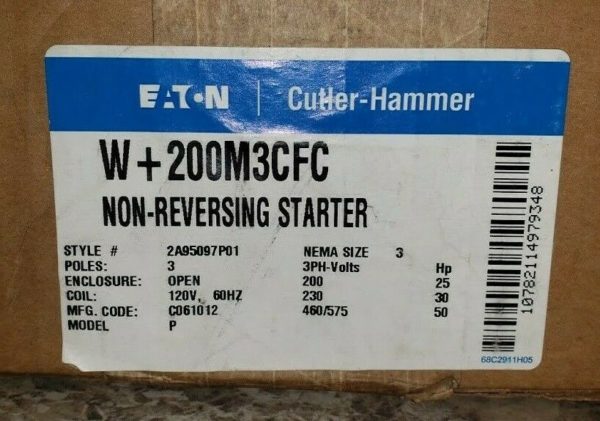 EATON | Cutler-Hammer
W+200M3CFC
NON-REVERSING STARTER
STYLE # 2A95097P01 NEMA SIZE 3
POLES: 3 3PH-Volts Hp
ENCLOSURE: OPEN 200 25
COIL: 120V, 60HZ 230 30
MFG. CODE: C061012 460/575 50
MODEL P
10782114979348
68C2911H05